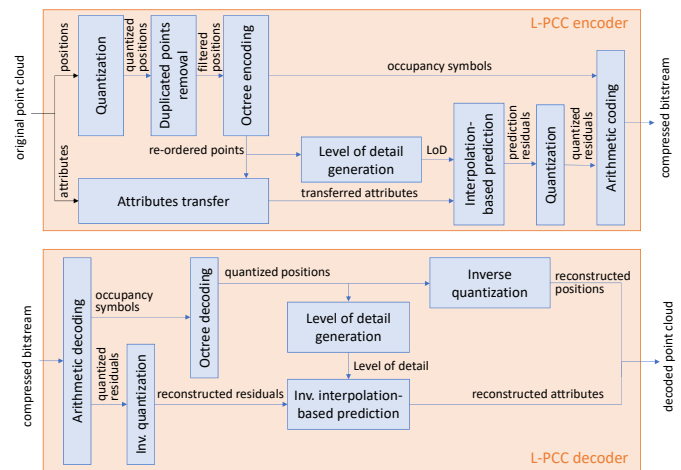 L-PCC encoder
original point cloud
positions
attributes
Quantization
quantized
positions
Duplicated points
removal
filtered
positions
Octree encoding
occupancy symbols
re-ordered points
Level of detail
generation
LoD
Attributes transfer
transferred attributes
Interpolation-
based prediction
prediction
residuals
Quantization
quantized
residuals
Arithmetic coding
compressed bitstream
compressed bitstream
Arithmetic decoding
occupancy
symbols
quantized
residuals
Inv. quantization
Octree decoding
quantized positions
Inverse
quantization
reconstructed
positions
Level of detail
generation
Level of detail
reconstructed residuals
Inv. interpolation-
based prediction
reconstructed attributes
decoded point cloud
L-PCC decoder